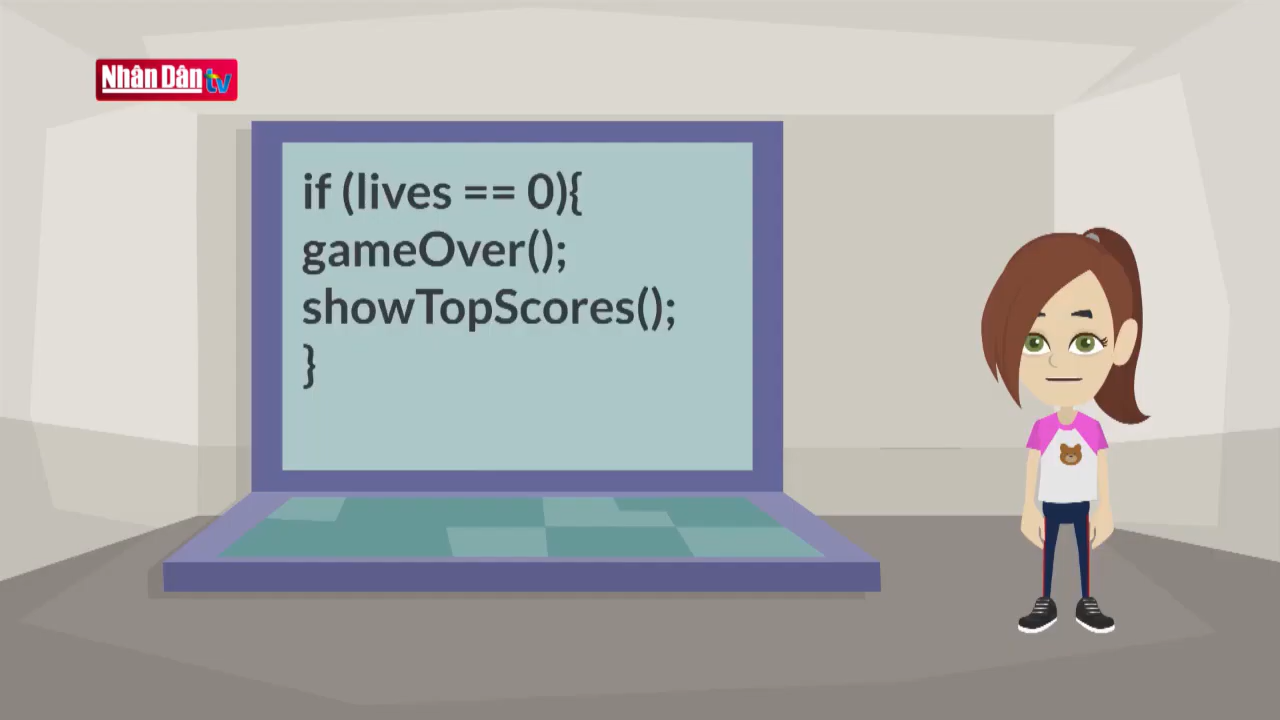 Nhân Dân tv
if (lives == 0){
gameOver();
showTopScores();
}